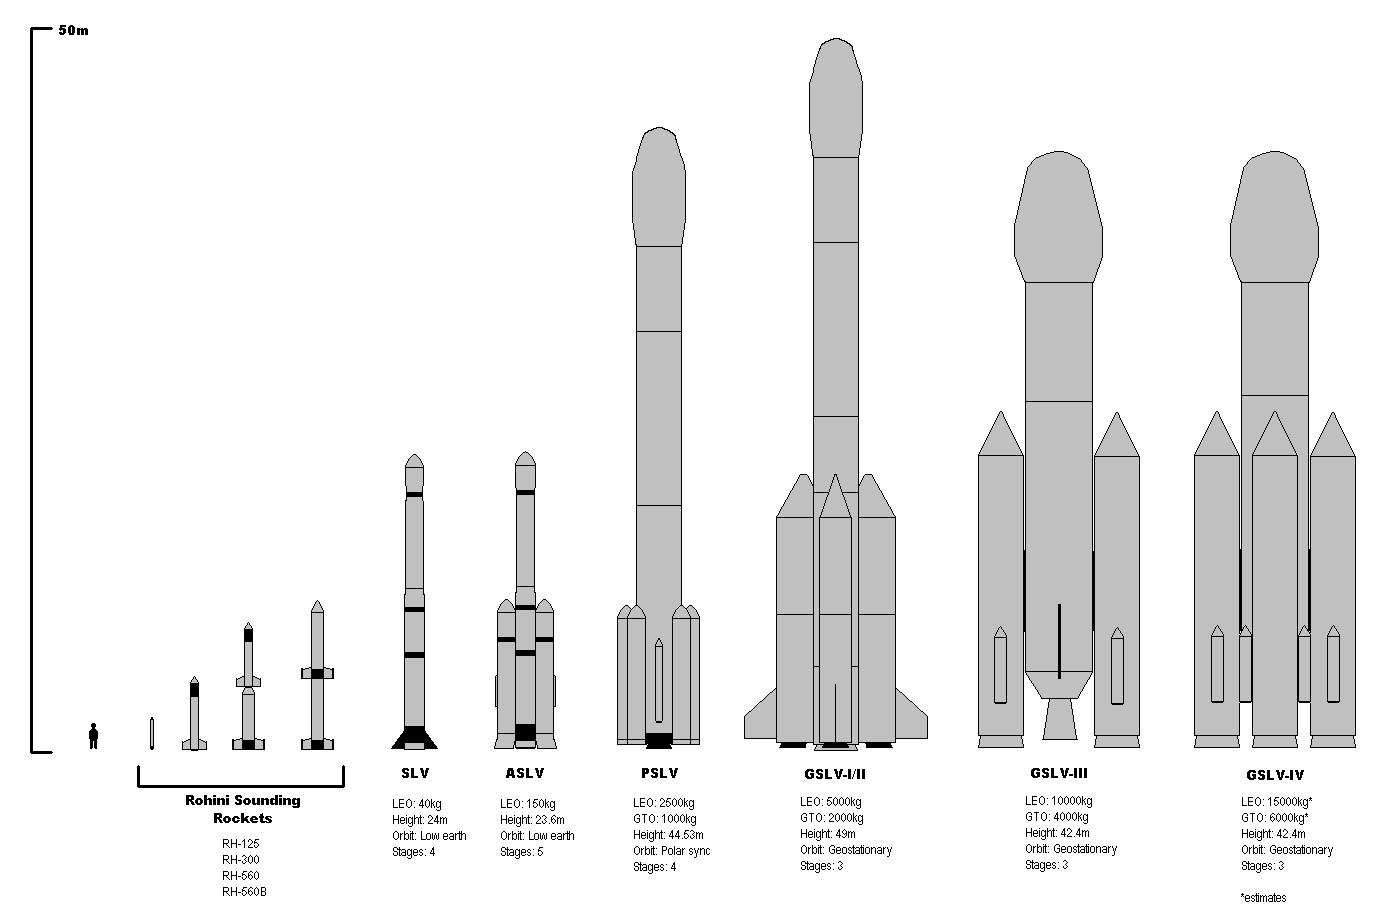 50m
Rohini Sounding
Rockets
RH-125
RH-300
RH-560
RH-560B
SLV
LEO: 40kg
Height: 24m
Orbit: Low earth
Stages: 4
ASLV
LEO: 150kg
Height: 23.6m
Orbit: Low earth
Stages: 5
PSLV
LEO: 2500kg
GTO: 1000kg
Height: 44.53m
Orbit: Polar sync
Stages: 4
GSLV-I/II
LEO: 5000kg
GTO: 2000kg
Height: 49m
Orbit: Geostationary
Stages: 3
GSLV-III
LEO: 10000kg
GTO: 4000kg
Height: 42.4m
Orbit: Geostationary
Stages: 3
GSLV-IV
LEO: 15000kg*
GTO: 6000kg*
Height: 42.4m
Orbit: Geostationary
Stages: 3
*estimates